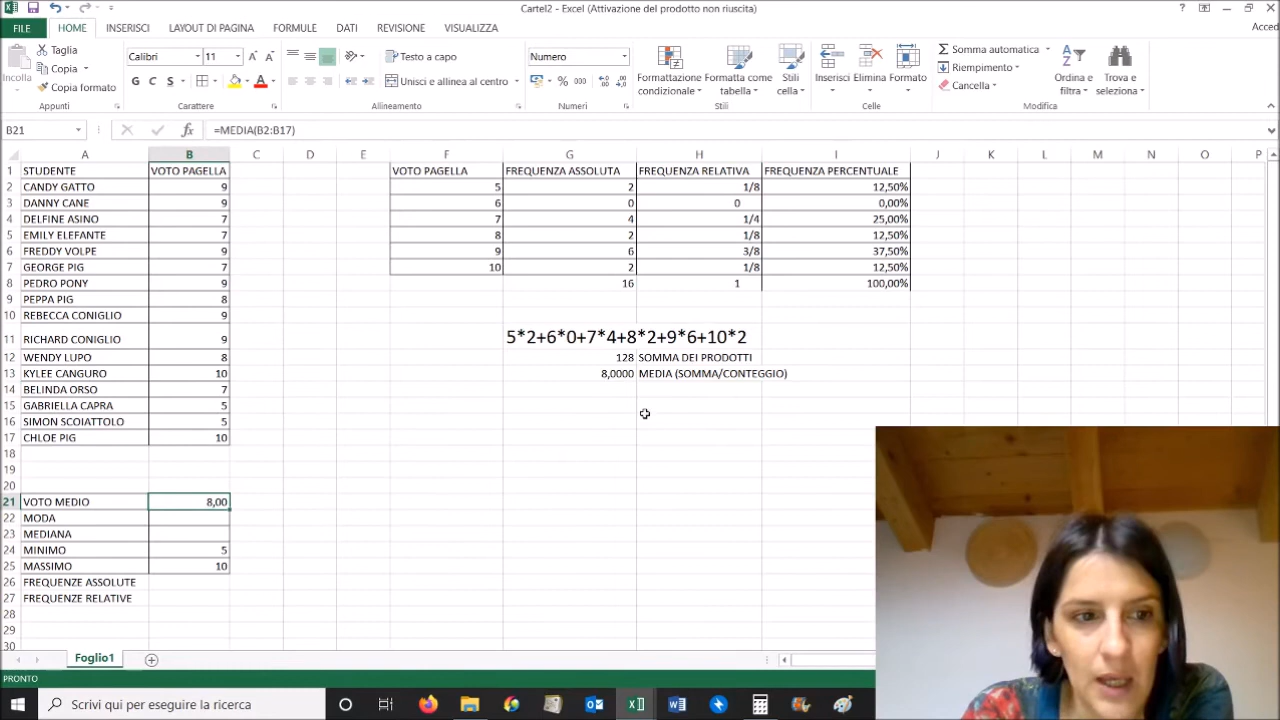 Cartel2 - Excel (Attivazione del prodotto non riuscita)
FILE HOME INSERISCI LAYOUT DI PAGINA FORMULE DATI REVISIONE VISUALIZZA Acced
Incolla
Taglia
Copia
Copia formato
Appunti
Calibri 11
G C S
Carattere
Testo a capo
Unisci e allinea al centro
Allineamento
Numero
Numeri
Formattazione condizionale
Formatta come tabella
Stili cella
Stili
Inserisci Elimina Formato
Celle
Somma automatica
Riempimento
Cancella
Ordina e filtra
Trova e seleziona
Modifica
B21 fx =MEDIA(B2:B17)
A B C D E F G H I J K L M N O P
1 STUDENTE VOTO PAGELLA VOTO PAGELLA FREQUENZA ASSOLUTA FREQUENZA RELATIVA FREQUENZA PERCENTUALE
2 CANDY GATTO 9 5 2 1/8 12,50%
3 DANNY CANE 9 6 0 0 0,00%
4 DELFINE ASINO 7 7 4 1/4 25,00%
5 EMILY ELEFANTE 7 8 2 1/8 12,50%
6 FREDDY VOLPE 9 9 6 3/8 37,50%
7 GEORGE PIG 7 10 2 1/8 12,50%
8 PEDRO PONY 9 16 1 100,00%
9 PEPPA PIG 8
10 REBECCA CONIGLIO 9
11 RICHARD CONIGLIO 9 5*2+6*0+7*4+8*2+9*6+10*2
12 WENDY LUPO 8 128 SOMMA DEI PRODOTTI
13 KYLEE CANGURO 10 8,0000 MEDIA (SOMMA/CONTEGGIO)
14 BELINDA ORSO 7
15 GABRIELLA CAPRA 5
16 SIMON SCOIATTOLO 5
17 CHLOE PIG 10
18
19
20
21 VOTO MEDIO 8,00
22 MODA
23 MEDIANA
24 MINIMO 5
25 MASSIMO 10
26 FREQUENZE ASSOLUTE
27 FREQUENZE RELATIVE
28
29
30
Foglio1
PRONTO
Scrivi qui per eseguire la ricerca